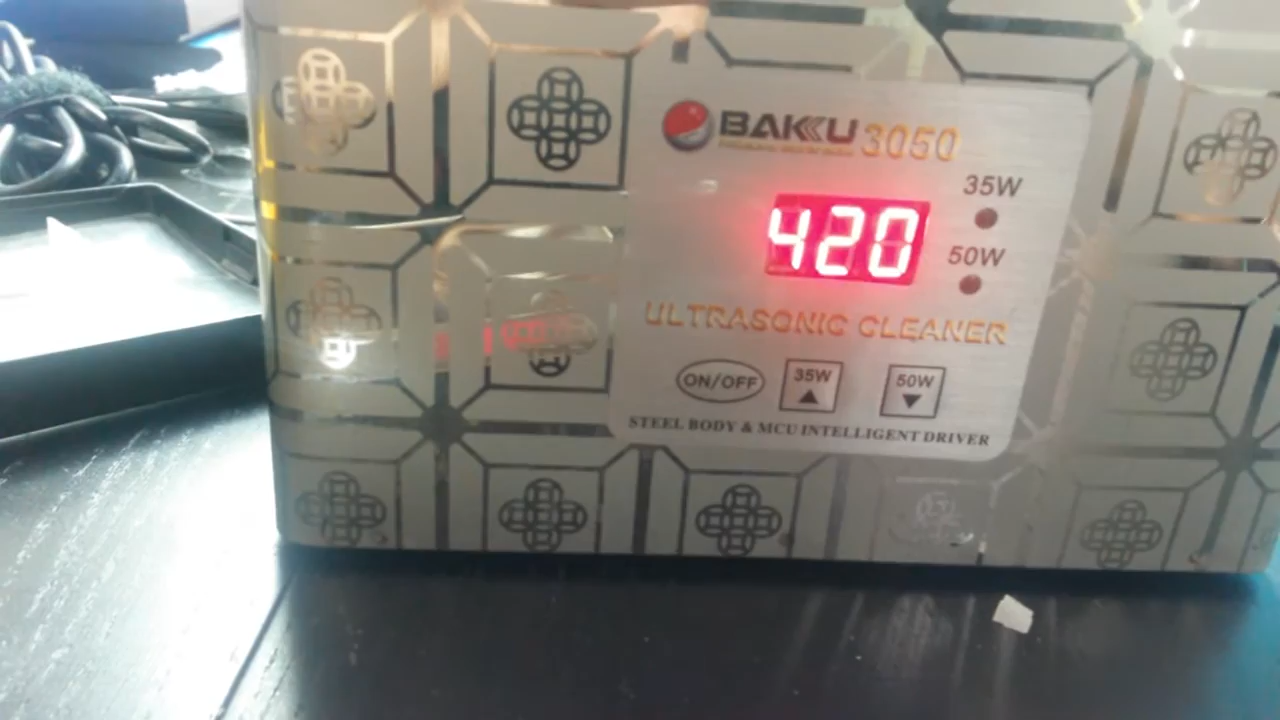 BAKU 3050
35W
420
50W
ULTRASONIC CLEANER
ON/OFF 35W 50W
STEEL BODY & MCU INTELLIGENT DRIVER